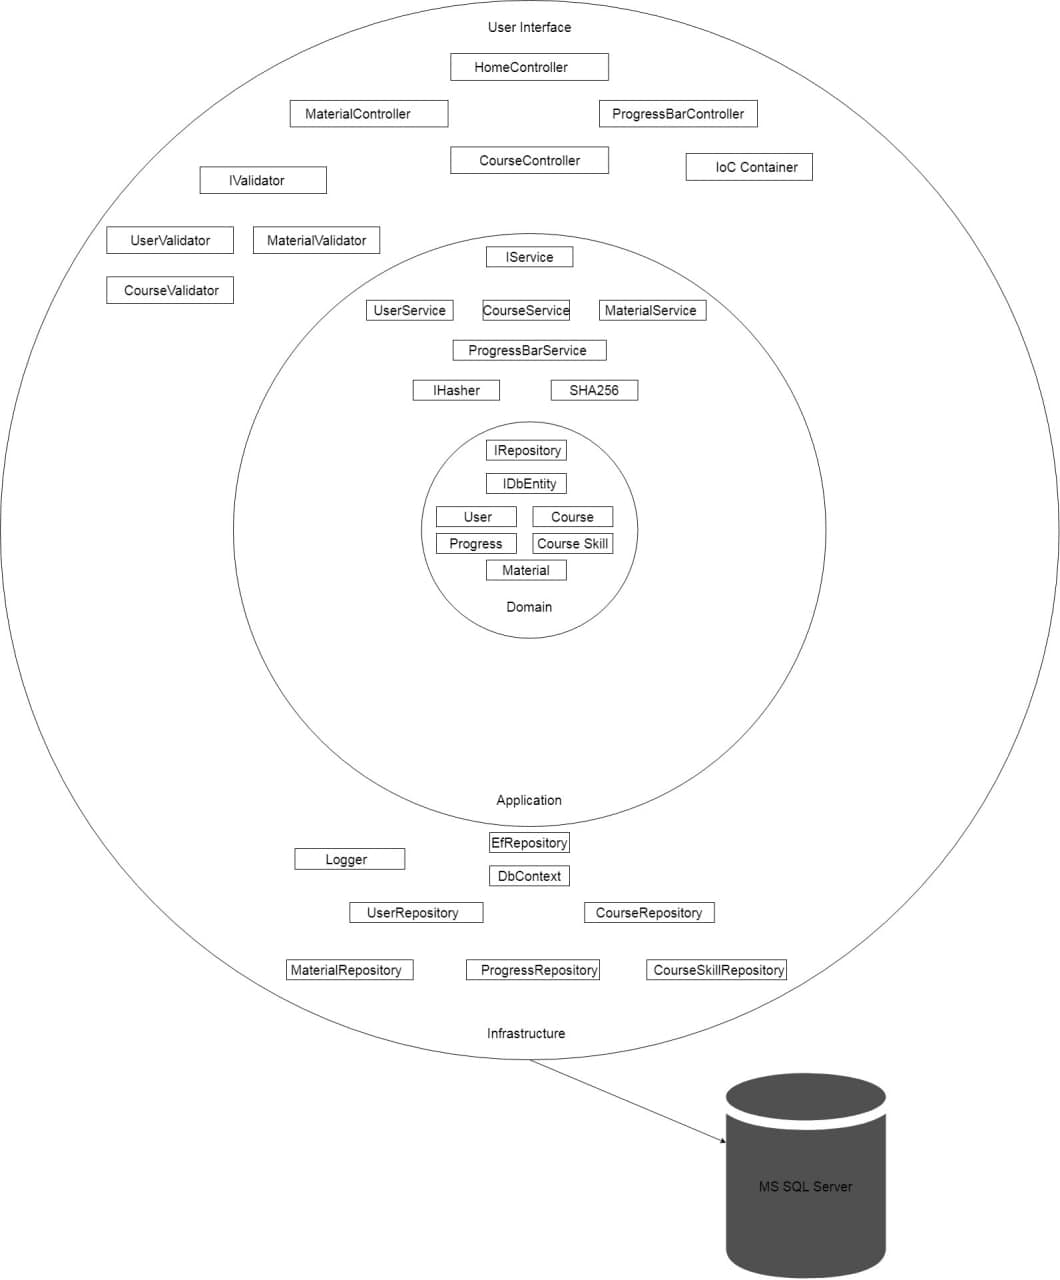 User Interface
HomeController
MaterialController
ProgressBarController
CourseController
IoC Container
IValidator
UserValidator
MaterialValidator
CourseValidator
IService
UserService
CourseService
MaterialService
ProgressBarService
IHasher
SHA256
IRepository
IDbEntity
User
Course
Progress
Course Skill
Material
Domain
Application
EfRepository
Logger
DbContext
UserRepository
CourseRepository
MaterialRepository
ProgressRepository
CourseSkillRepository
Infrastructure
MS SQL Server